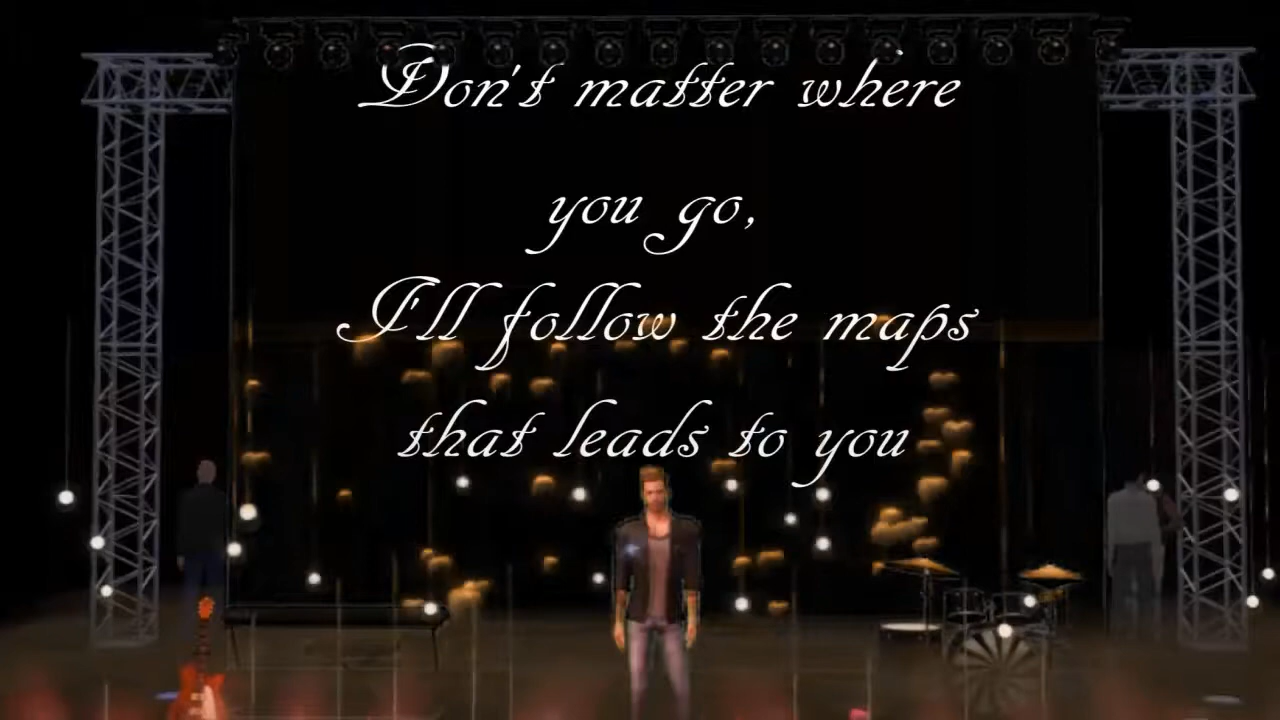 Don't matter where
you go,
I'll follow the maps
that leads to you